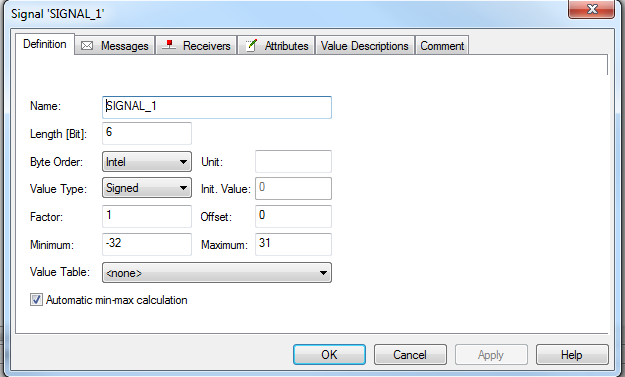 Signal 'SIGNAL_1'
Definition Messages Receivers Attributes Value Descriptions Comment
Name: SIGNAL_1
Length [Bit]: 6
Byte Order: Intel Unit:
Value Type: Signed Init. Value: 0
Factor: 1 Offset: 0
Minimum: -32 Maximum: 31
Value Table: <none>
Automatic min-max calculation
OK Cancel Apply Help